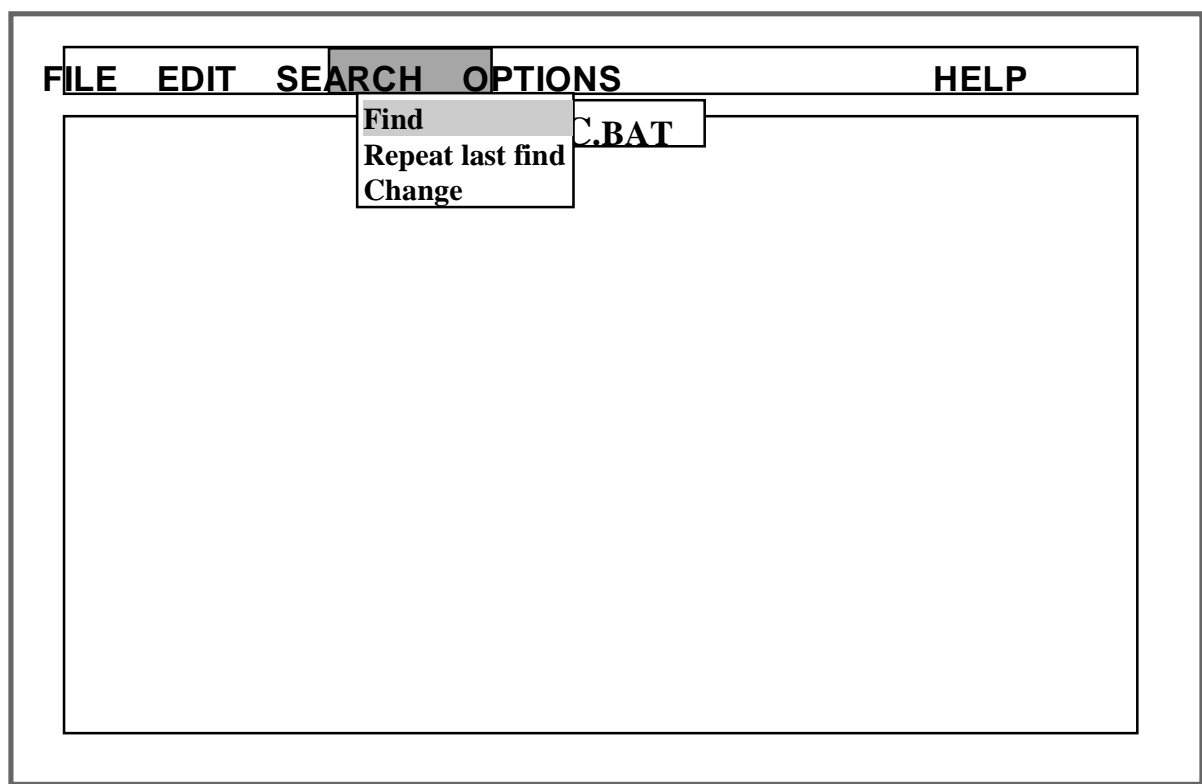 FILE EDIT SEARCH OPTIONS HELP
Find
C.BAT
Repeat last find
Change